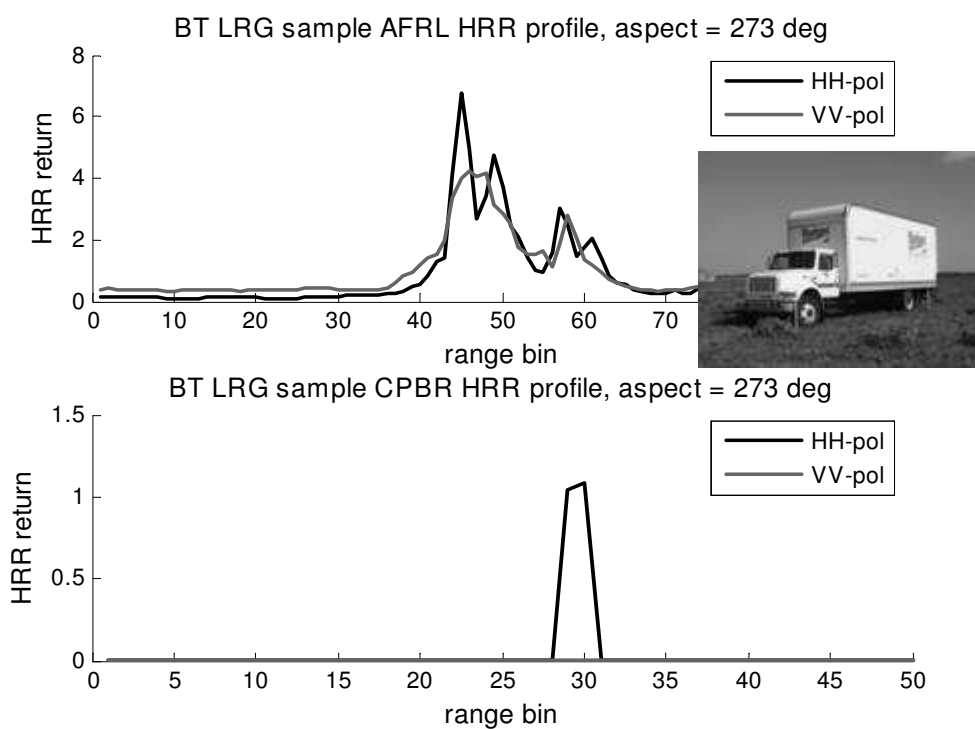 BT LRG sample AFRL HRR profile, aspect = 273 deg
HH-pol
VV-pol
HRR return
8
6
4
2
0
0 10 20 30 40 50 60 70
range bin
BT LRG sample CPBR HRR profile, aspect = 273 deg
HH-pol
VV-pol
HRR return
1.5
1
0.5
0
0 5 10 15 20 25 30 35 40 45 50
range bin